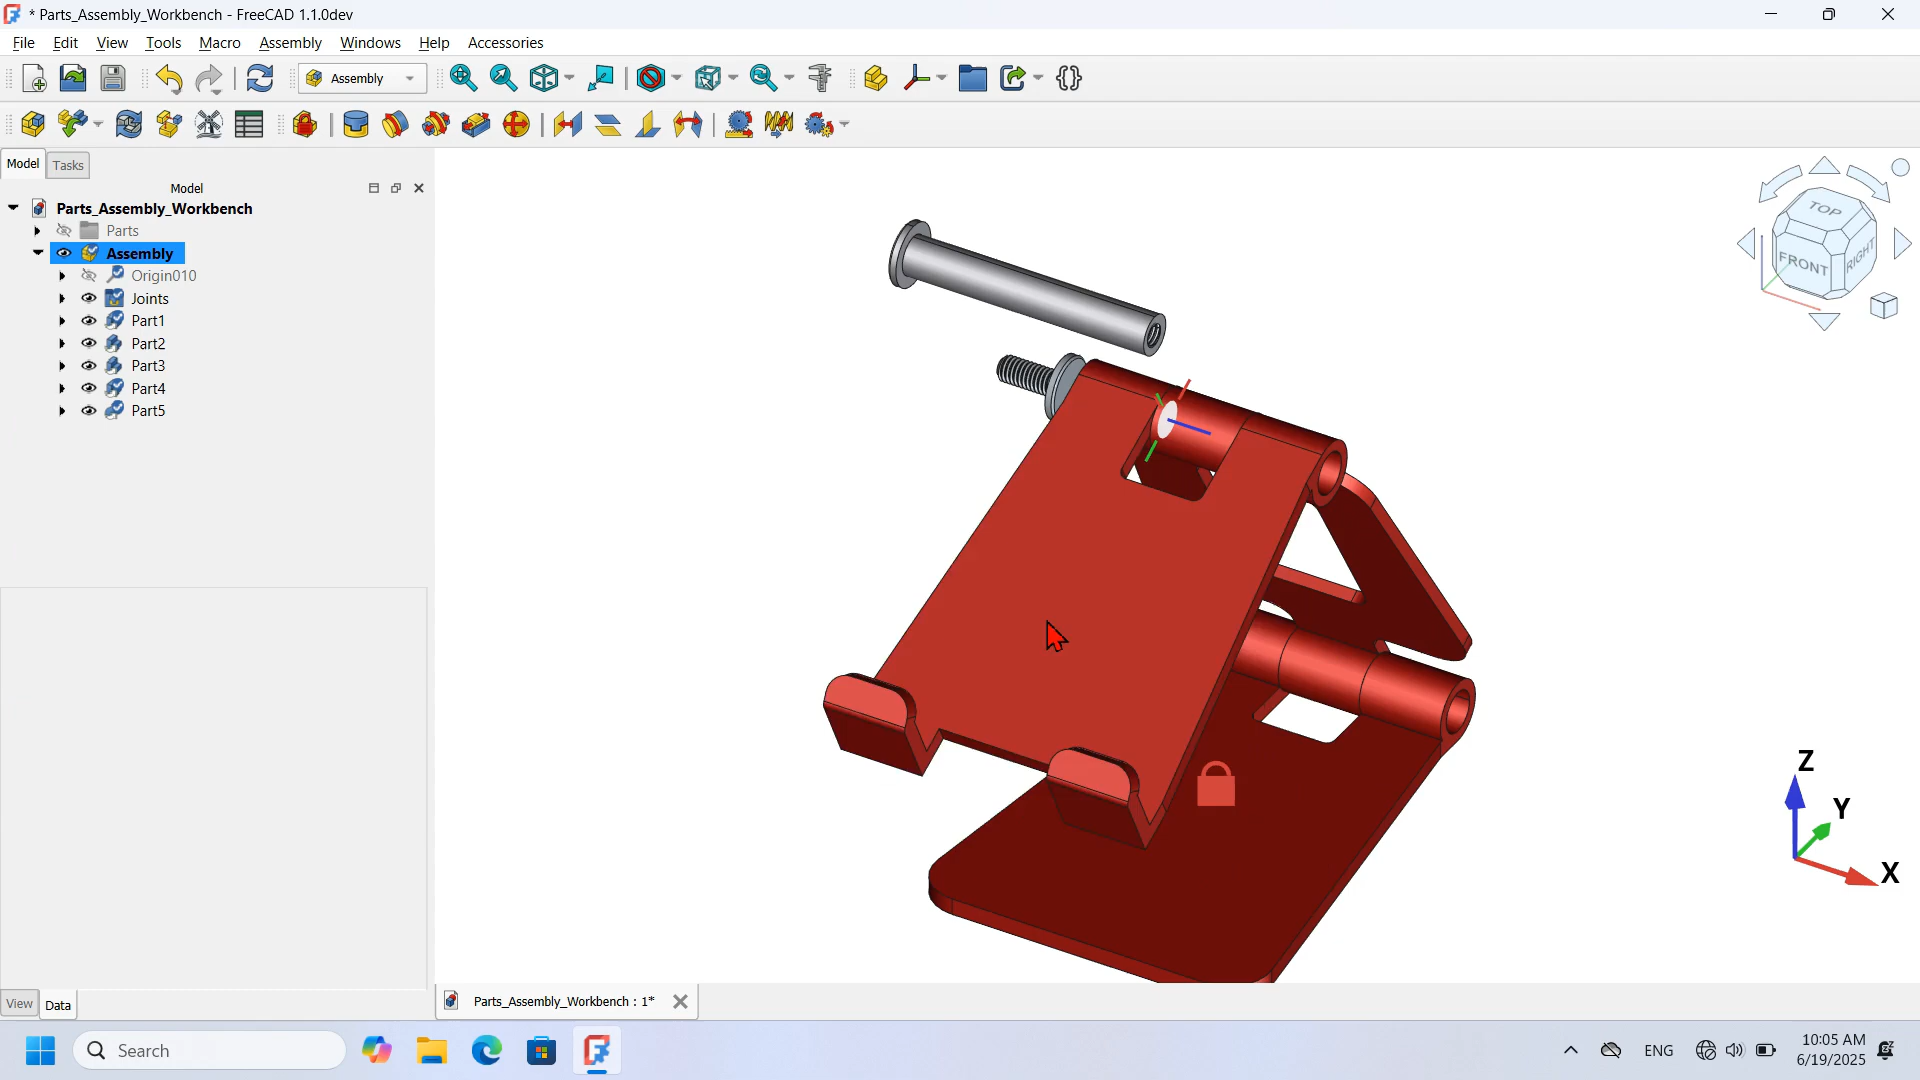 * Parts_Assembly_Workbench - FreeCAD 1.1.0dev
File Edit View Tools Macro Assembly Windows Help Accessories
Assembly
Model Tasks
Model
Parts_Assembly_Workbench
Parts
Assembly
Origin010
Joints
Part1
Part2
Part3
Part4
Part5
TOP
FRONT
RIGHT
Z
Y
X
View Data
Parts_Assembly_Workbench : 1*
Search
ENG
10:05 AM
6/19/2025